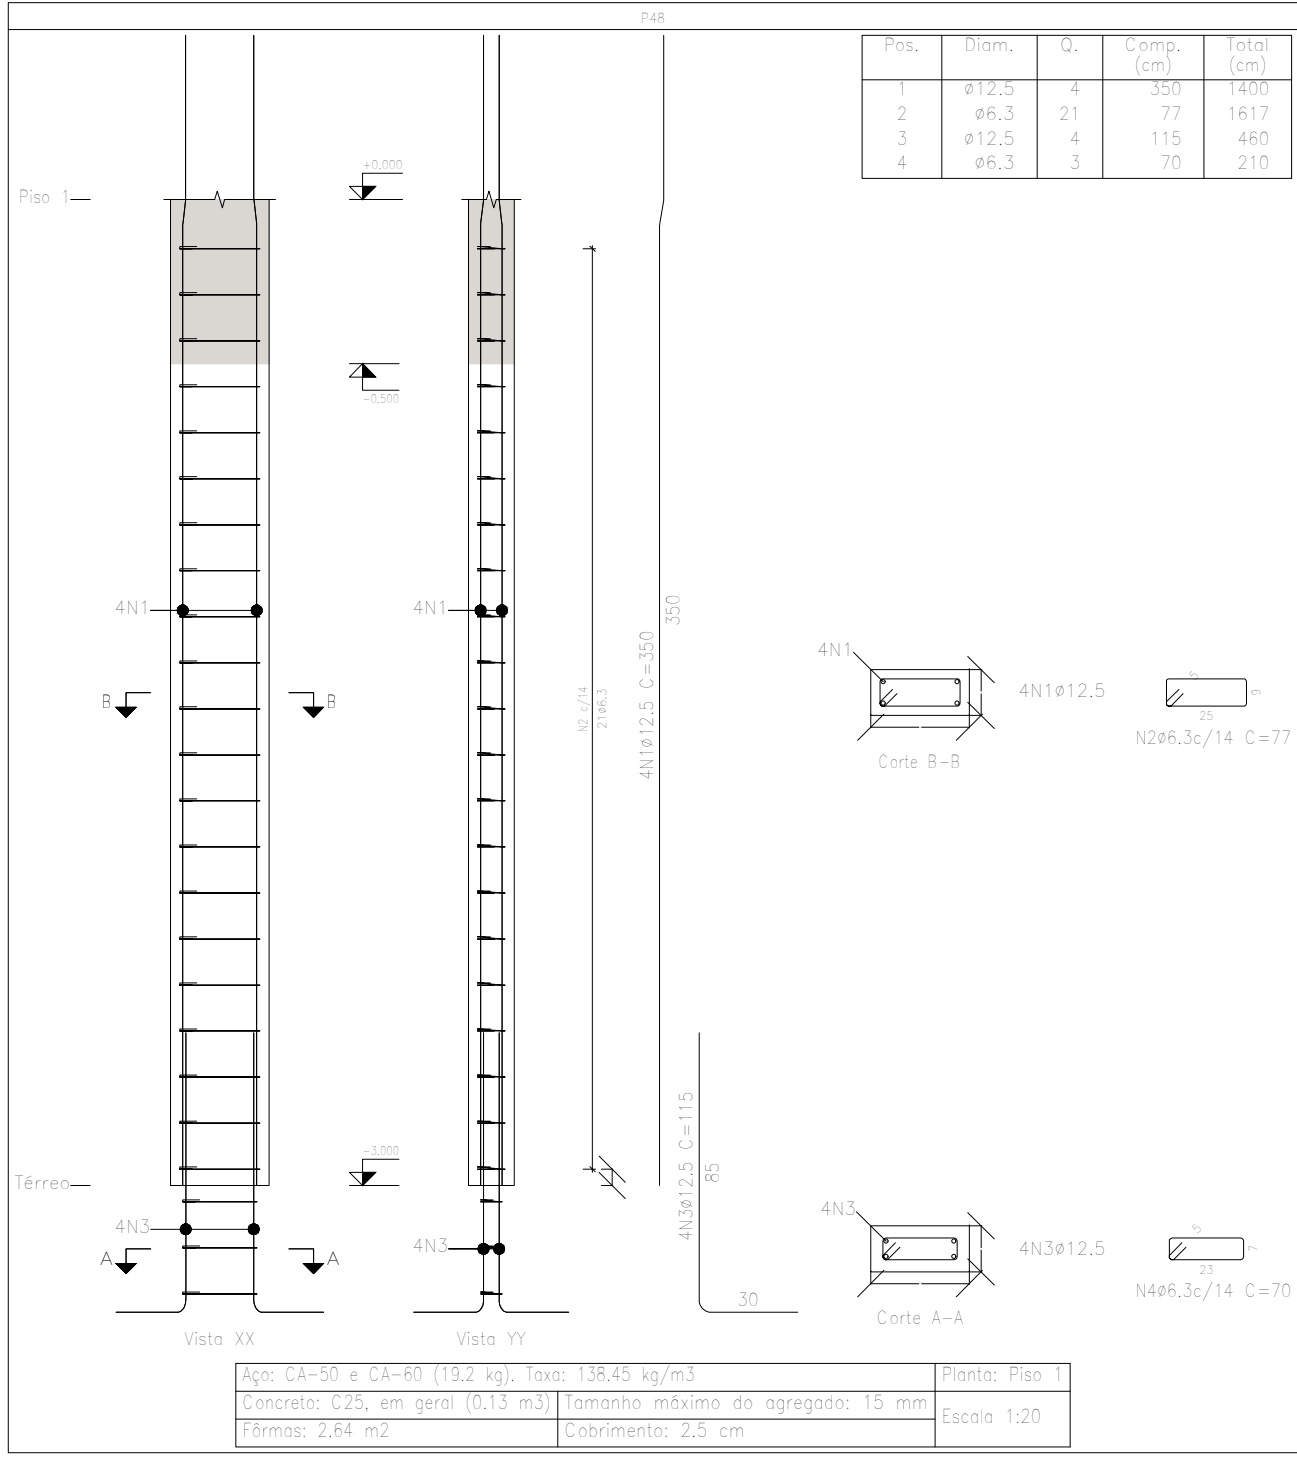 P48
Pos. Diam. Q. Comp. (cm) Total (cm)
1 ø12.5 4 350 1400
2 ø6.3 21 77 1617
3 ø12.5 4 115 460
4 ø6.3 3 70 210
+0.000
Piso 1
-0.500
4N1
4N1
B
B
N2 c/14
21ø6.3
4N1ø12.5 C=350
350
4N1
4N1ø12.5
5
9
25
N2ø6.3c/14 C=77
Corte B-B
-3.000
Térreo
4N3
4N3
A
A
4N3ø12.5 C=115
85
30
4N3
4N3ø12.5
5
7
23
N4ø6.3c/14 C=70
Corte A-A
Vista XX
Vista YY
Aço: CA-50 e CA-60 (19.2 kg). Taxa: 138.45 kg/m3
Planta: Piso 1
Concreto: C25, em geral (0.13 m3)
Tamanho máximo do agregado: 15 mm
Escala 1:20
Fôrmas: 2.64 m2
Cobrimento: 2.5 cm